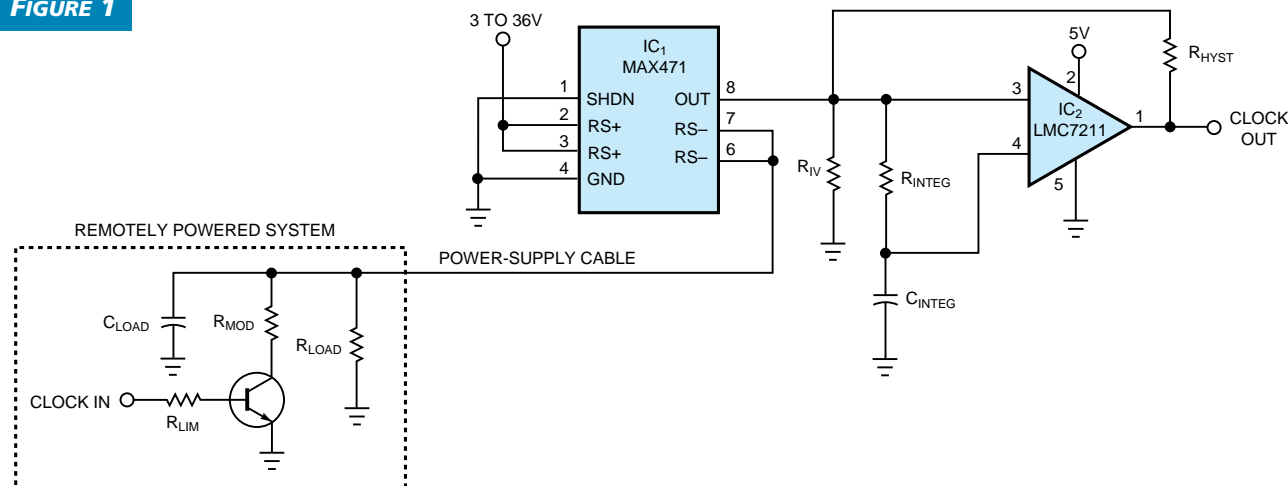 FIGURE 1
3 TO 36V
IC1
MAX471
1 SHDN OUT 8
2 RS+ RS– 7
3 RS+ RS– 6
4 GND
5V
2
RHYST
3
IC2
LMC7211
1
CLOCK
OUT
4
5
RIV
RINTEG
CINTEG
REMOTELY POWERED SYSTEM
POWER-SUPPLY CABLE
CLOAD
RMOD
RLOAD
CLOCK IN
RLIM